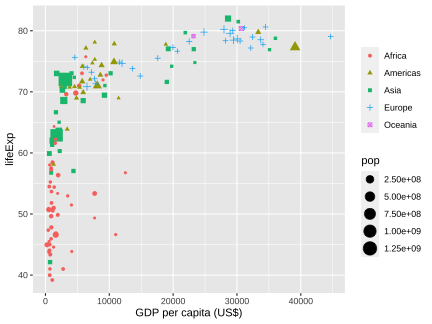 80
70
60
50
40
lifeExp
0
10000
20000
30000
40000
GDP per capita (US$)
Africa
Americas
Asia
Europe
Oceania
pop
2.50e+08
5.00e+08
7.50e+08
1.00e+09
1.25e+09